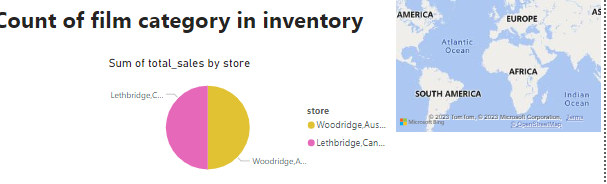 Count of film category in inventory
Sum of total_sales by store
Lethbridge,C...
Woodridge,A...
store
Woodridge,Aus...
Lethbridge,Can...
AMERICA
EUROPE
AS
Atlantic
Ocean
AFRICA
SOUTH AMERICA
Indian
Ocean
Microsoft Bing
© 2023 TomTom, © 2023 Microsoft Corporation, Terms
© OpenStreetMap